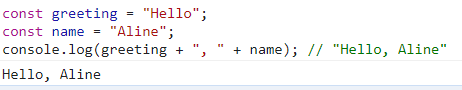 const greeting = "Hello";
const name = "Aline";
console.log(greeting + ", " + name); // "Hello, Aline"
Hello, Aline